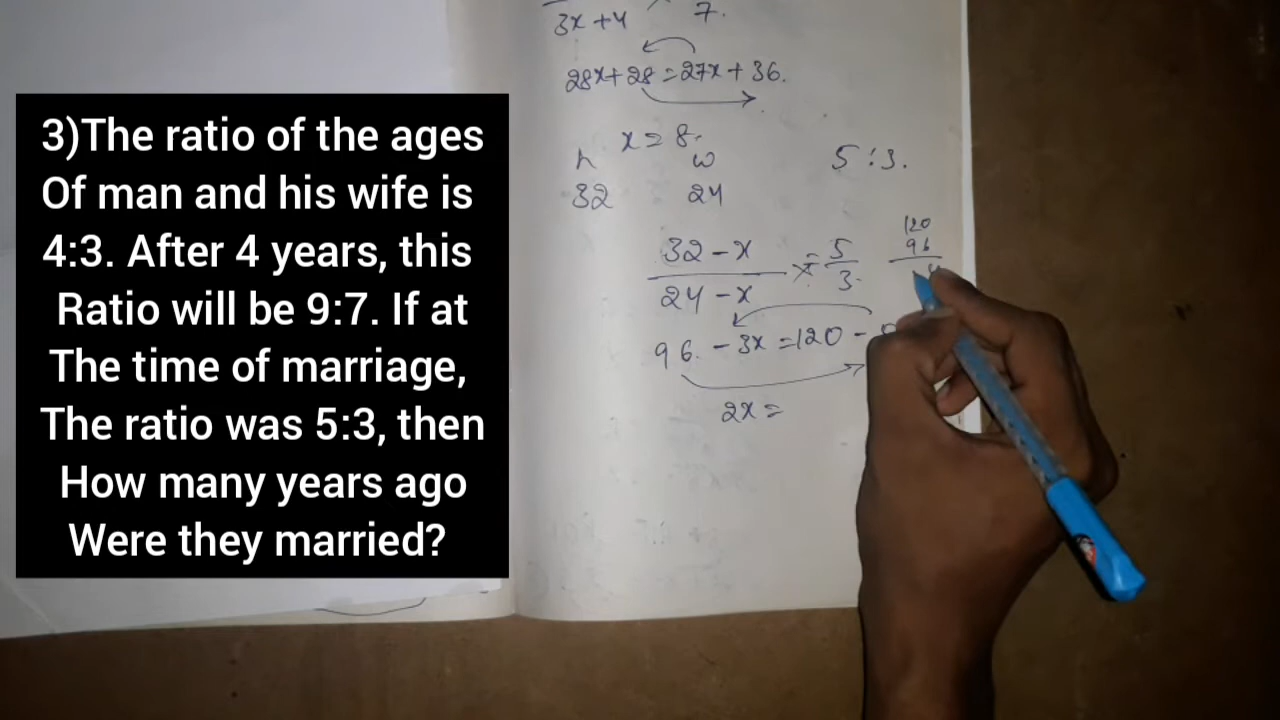 3)The ratio of the ages
Of man and his wife is
4:3. After 4 years, this
Ratio will be 9:7. If at
The time of marriage,
The ratio was 5:3, then
How many years ago
Were they married?
3x+4 7.
28x+28=27x+36.
x=8.
h w 5:3.
32 24
32-x = 5
24-x 3.
120
96
4
96. -3x =120 -
2x =